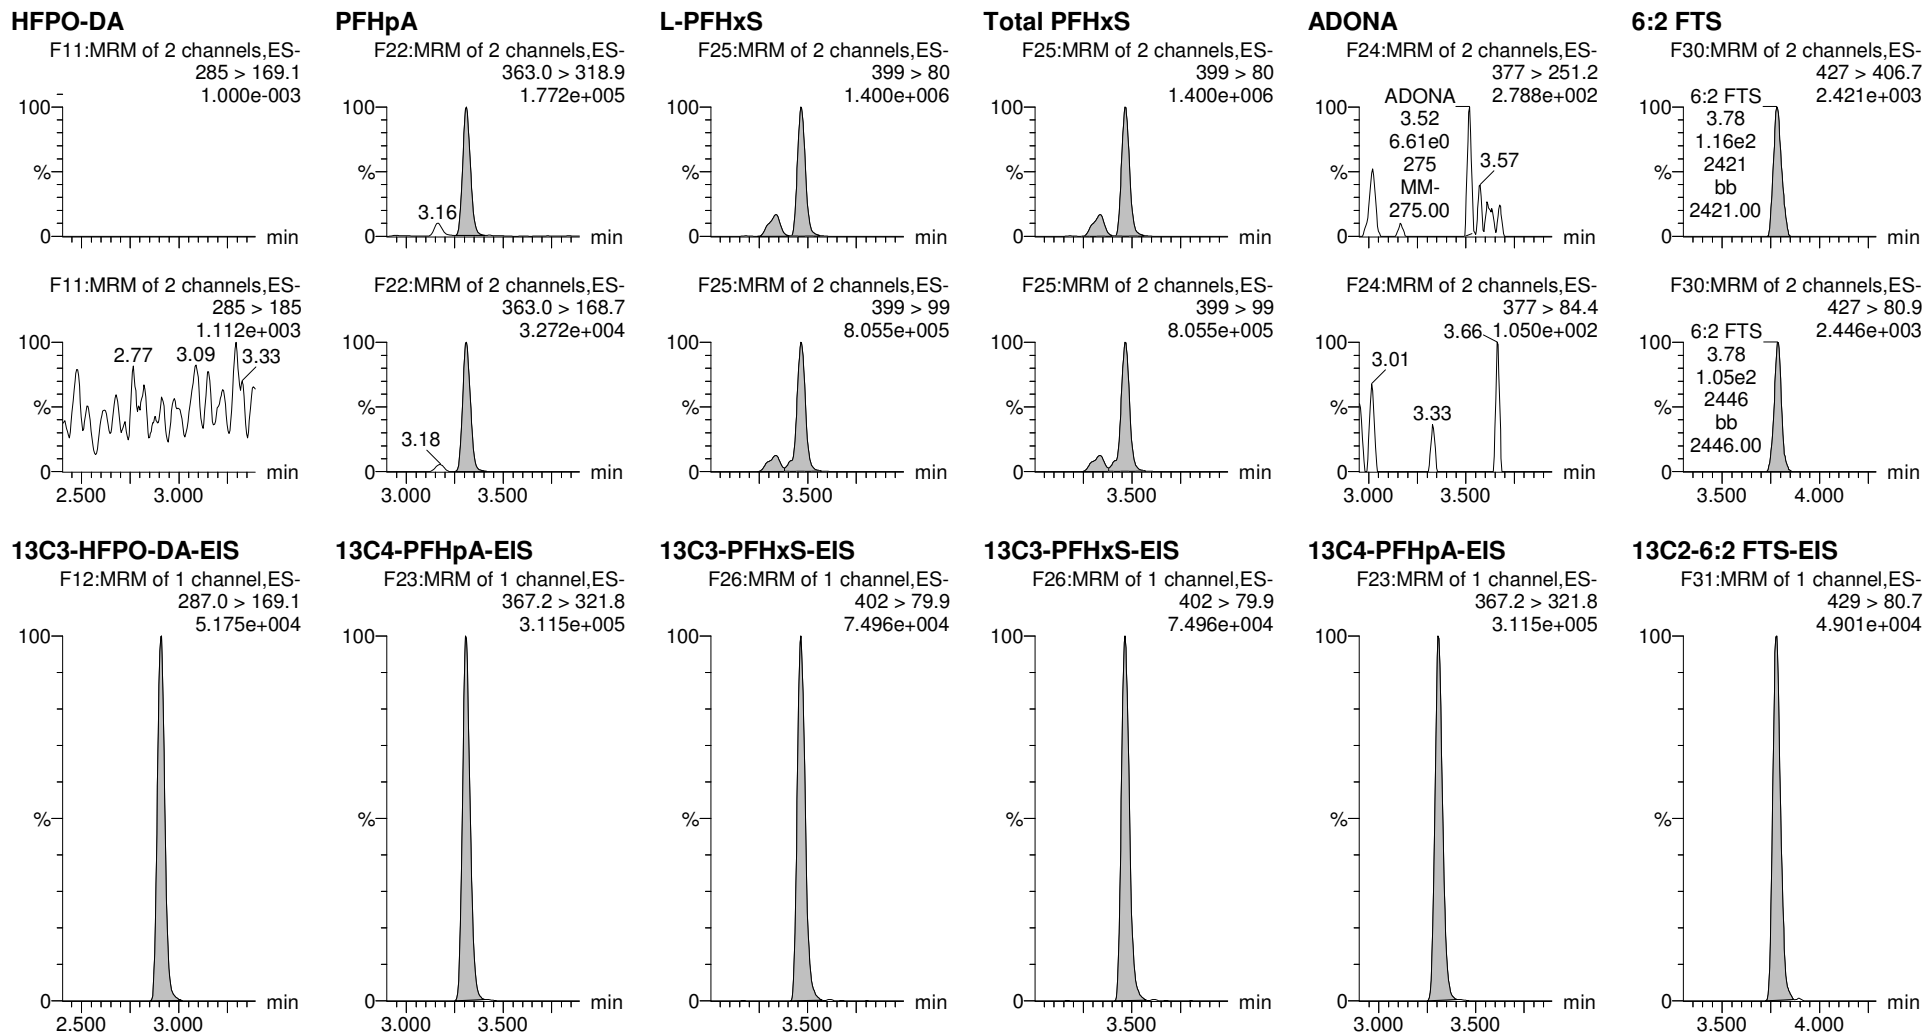 HFPO-DA
F11:MRM of 2 channels,ES-
285 > 169.1
1.000e-003
100
%
0
min
F11:MRM of 2 channels,ES-
285 > 185
1.112e+003
100
2.77
3.09
3.33
%
0
min
2.500
3.000
PFHpA
F22:MRM of 2 channels,ES-
363.0 > 318.9
1.772e+005
100
%
3.16
0
min
F22:MRM of 2 channels,ES-
363.0 > 168.7
3.272e+004
100
%
3.18
0
min
3.000
3.500
L-PFHxS
F25:MRM of 2 channels,ES-
399 > 80
1.400e+006
100
%
0
min
F25:MRM of 2 channels,ES-
399 > 99
8.055e+005
100
%
0
min
3.500
Total PFHxS
F25:MRM of 2 channels,ES-
399 > 80
1.400e+006
100
%
0
min
F25:MRM of 2 channels,ES-
399 > 99
8.055e+005
100
%
0
min
3.500
ADONA
F24:MRM of 2 channels,ES-
377 > 251.2
2.788e+002
100
ADONA
3.52
6.61e0
275
MM-
275.00
3.57
%
0
min
F24:MRM of 2 channels,ES-
377 > 84.4
3.66
1.050e+002
100
3.01
%
3.33
0
min
3.000
3.500
6:2 FTS
F30:MRM of 2 channels,ES-
427 > 406.7
2.421e+003
100
6:2 FTS
3.78
1.16e2
2421
bb
2421.00
%
0
min
F30:MRM of 2 channels,ES-
427 > 80.9
2.446e+003
100
6:2 FTS
3.78
1.05e2
2446
bb
2446.00
%
0
min
3.500
4.000
13C3-HFPO-DA-EIS
F12:MRM of 1 channel,ES-
287.0 > 169.1
5.175e+004
100
%
0
min
2.500
3.000
13C4-PFHpA-EIS
F23:MRM of 1 channel,ES-
367.2 > 321.8
3.115e+005
100
%
0
min
3.000
3.500
13C3-PFHxS-EIS
F26:MRM of 1 channel,ES-
402 > 79.9
7.496e+004
100
%
0
min
3.500
13C3-PFHxS-EIS
F26:MRM of 1 channel,ES-
402 > 79.9
7.496e+004
100
%
0
min
3.500
13C4-PFHpA-EIS
F23:MRM of 1 channel,ES-
367.2 > 321.8
3.115e+005
100
%
0
min
3.000
3.500
13C2-6:2 FTS-EIS
F31:MRM of 1 channel,ES-
429 > 80.7
4.901e+004
100
%
0
min
3.500
4.000